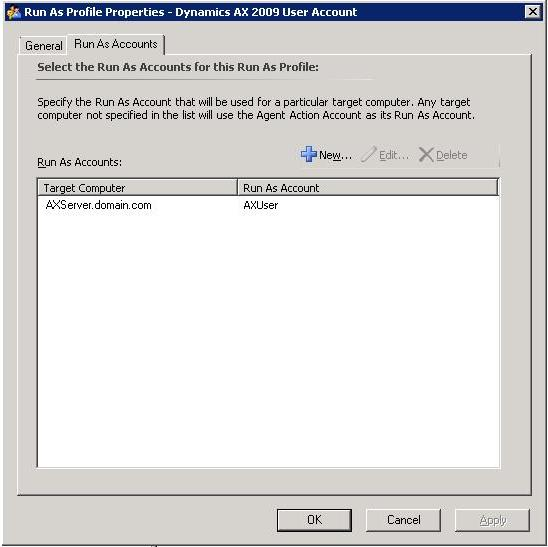 Run As Profile Properties - Dynamics AX 2009 User Account
General
Run As Accounts
Select the Run As Accounts for this Run As Profile:
Specify the Run As Account that will be used for a particular target computer. Any target
computer not specified in the list will use the Agent Action Account as its Run As Account.
Run As Accounts:
New...
Edit...
Delete
Target Computer
Run As Account
AXServer.domain.com
AXUser
OK
Cancel
Apply